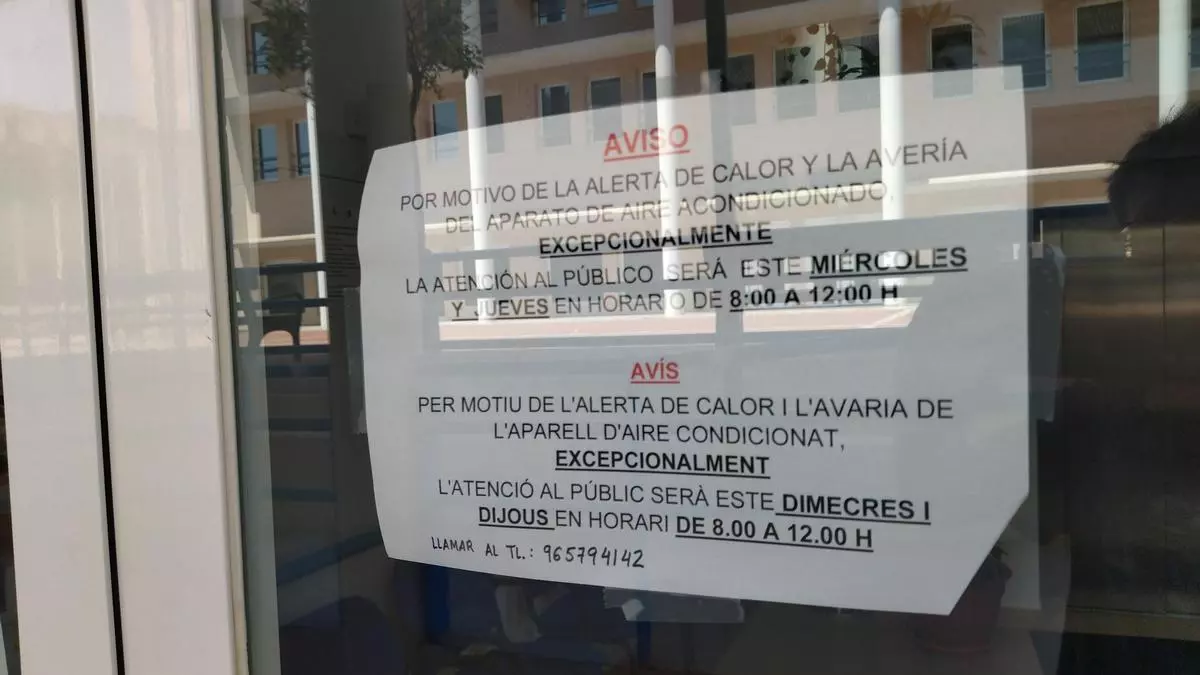 AVISO
POR MOTIVO DE LA ALERTA DE CALOR Y LA AVERÍA
DEL APARATO DE AIRE ACONDICIONADO,
EXCEPCIONALMENTE
LA ATENCIÓN AL PÚBLICO SERÁ ESTE MIÉRCOLES
Y JUEVES EN HORARIO DE 8:00 A 12:00 H
AVÍS
PER MOTIU DE L'ALERTA DE CALOR I L'AVARIA DE
L'APARELL D'AIRE CONDICIONAT,
EXCEPCIONALMENT
L'ATENCIÓ AL PÚBLIC SERÀ ESTE DIMECRES I
DIJOUS EN HORARI DE 8.00 A 12.00 H
LLAMAR AL TL.: 965794142